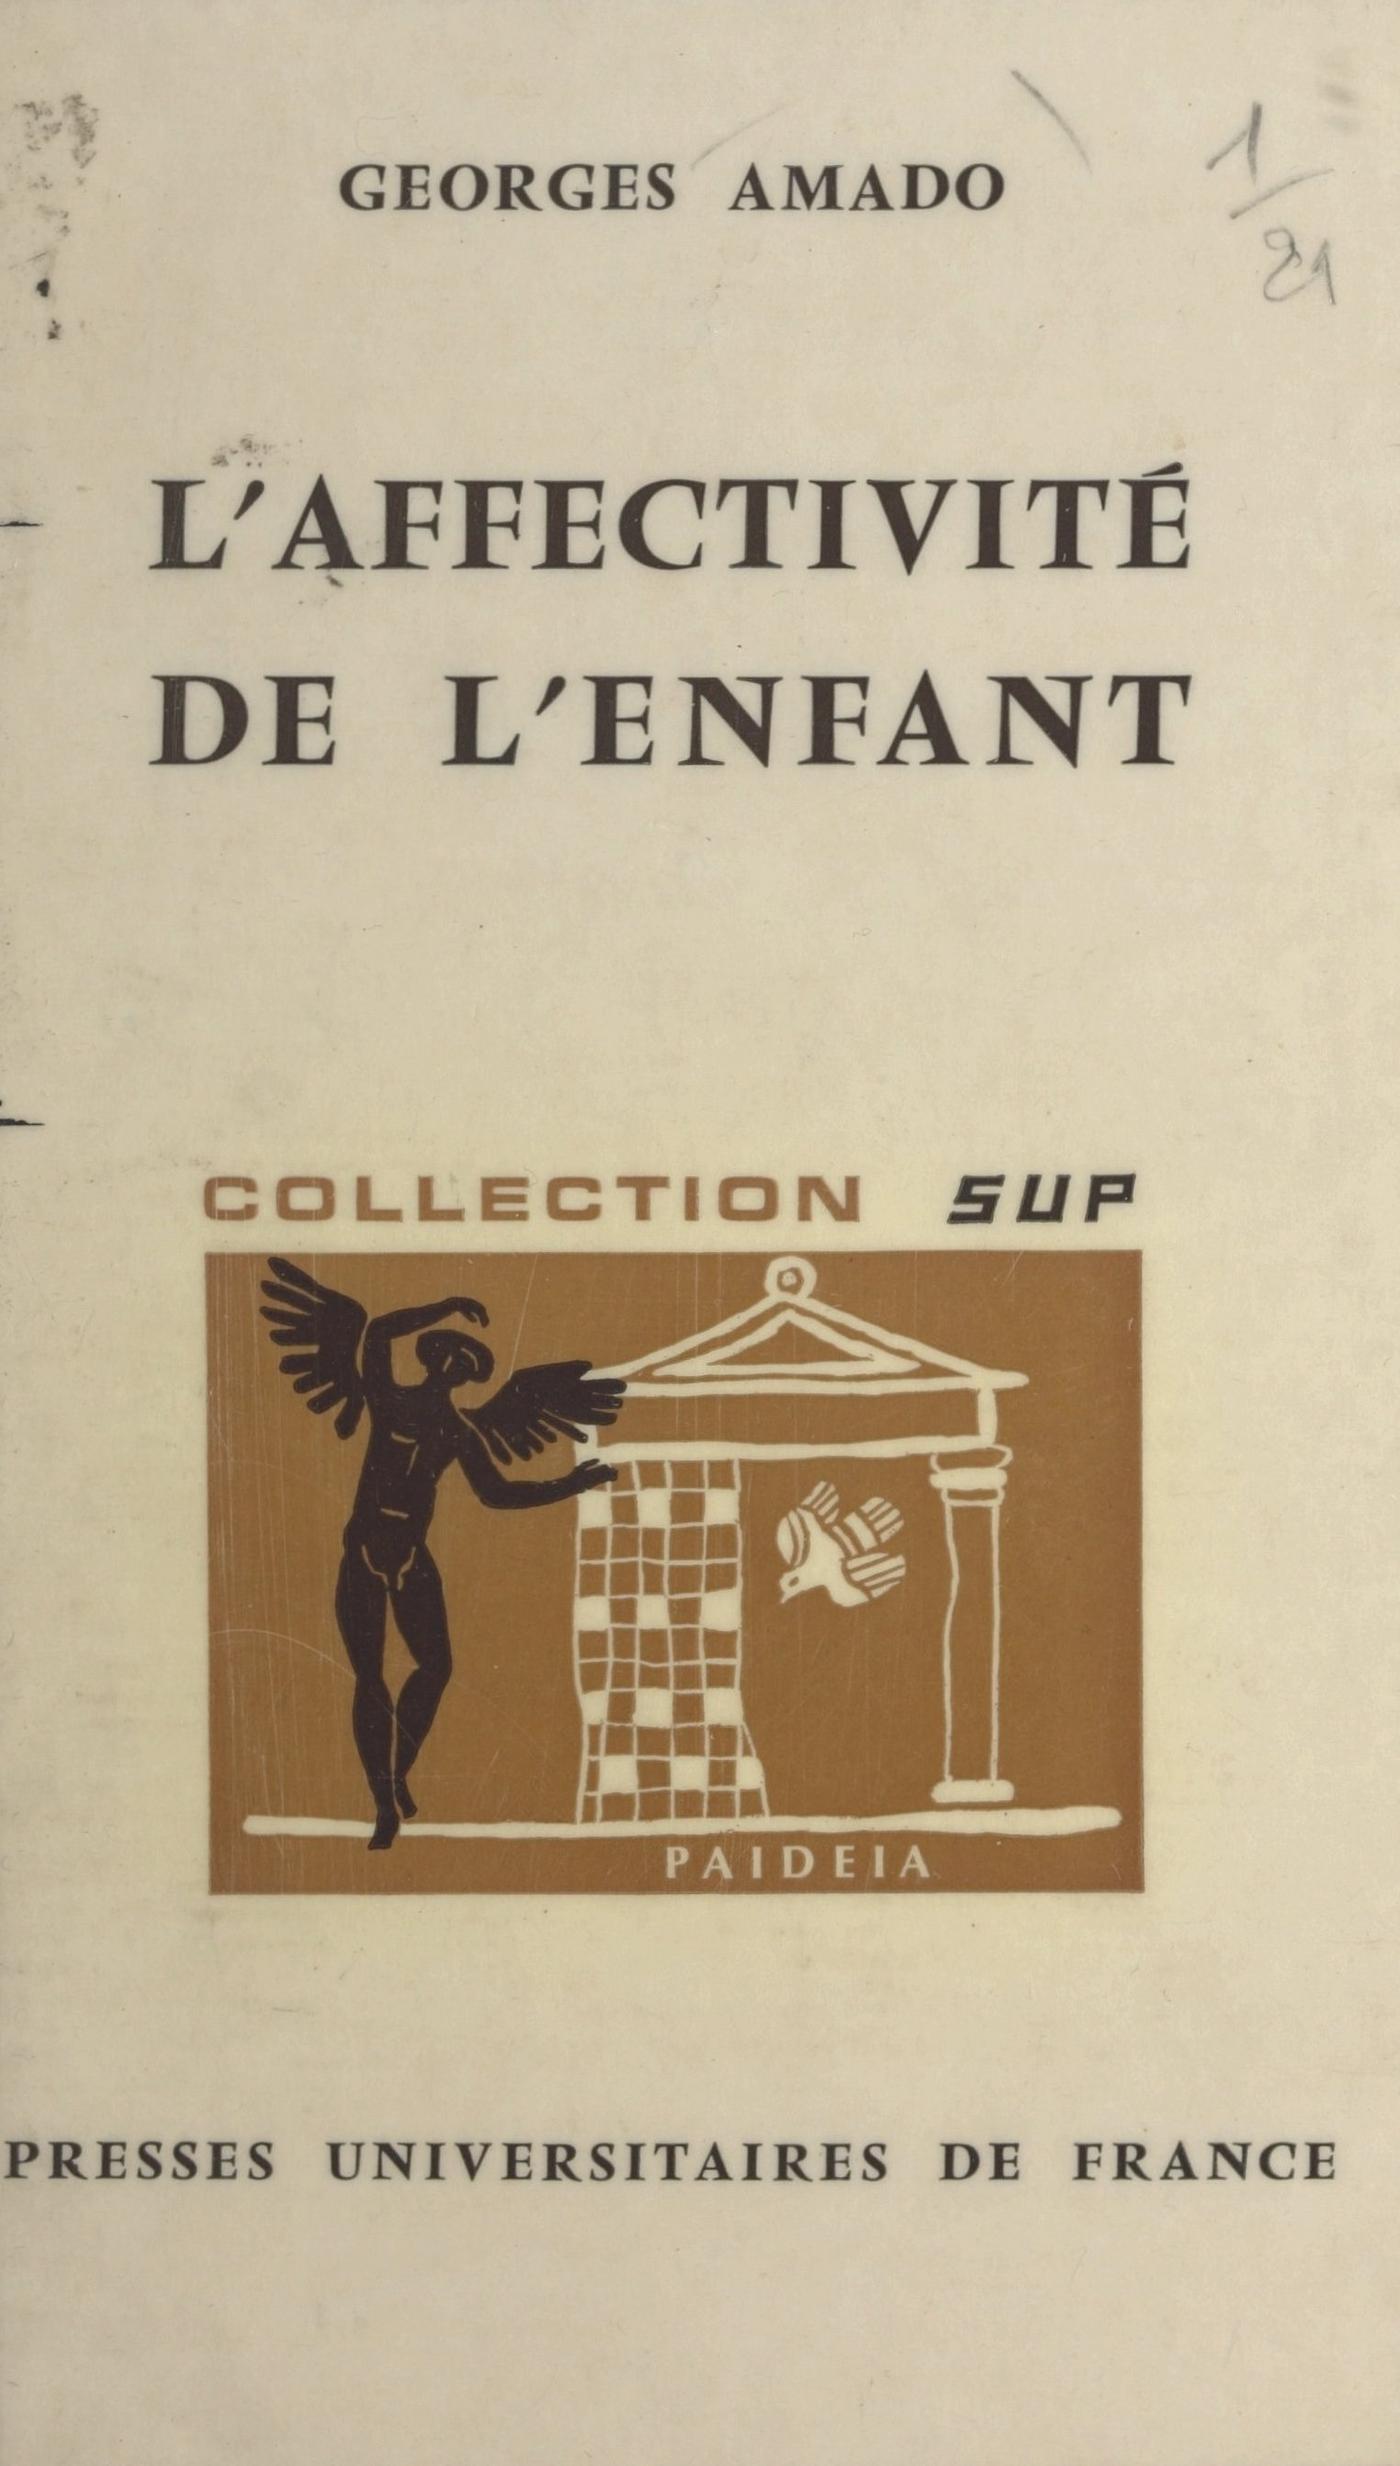 GEORGES AMADO
1/21
L'AFFECTIVITÉ
DE L'ENFANT
COLLECTION SUP
PAIDEIA
PRESSES UNIVERSITAIRES DE FRANCE